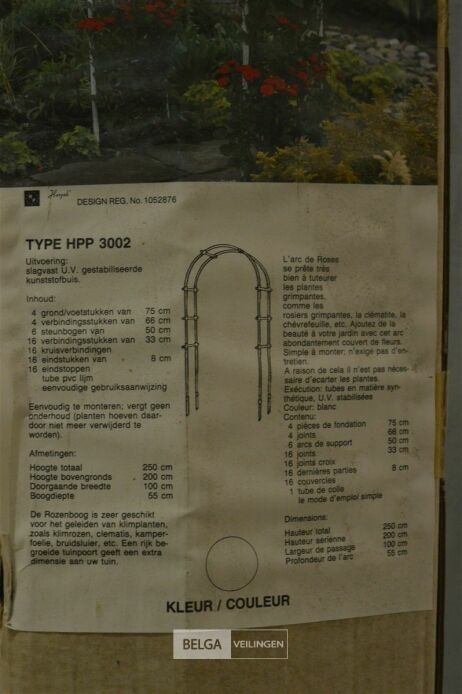 DESIGN REG. No. 1052876
TYPE HPP 3002
Uitvoering:
slagvast U.V. gestabiliseerde
kunststofbuis.
Inhoud:
4 grond/voetstukken van 75 cm
4 verbindingsstukken van 66 cm
6 steunbogen van 50 cm
16 verbindingsstukken van 33 cm
16 kruisverbindingen
16 eindstukken van 8 cm
16 eindstoppen
tube pvc lijm
eenvoudige gebruiksaanwijzing
Eenvoudig te monteren; vergt geen
onderhoud (planten hoeven daar-
door niet meer verwijderd te
worden).
Afmetingen:
Hoogte totaal 250 cm
Hoogte bovengronds 200 cm
Doorgaande breedte 100 cm
Boogdiepte 55 cm
De Rozenboog is zeer geschikt
voor het geleiden van klimplanten,
zoals klimrozen, clematis, kamper-
foelie, bruidsluier, etc. Een rijk be-
groeide tuinpoort geeft een extra
dimensie aan uw tuin.
L'arc de Roses
se prête très
bien à tuteurer
les plantes
grimpantes,
comme les
rosiers grimpantes, la clématite, la
chévrefeuille, etc. Ajoutez de la
beauté à votre jardin avec cet arc
abondantement couvert de fleurs.
Simple à monter; n'exige pas d'en-
tretien.
A raison de cela il n'est pas néces-
saire d'ecarter les plantes.
Exécution: tubes en matière syn-
thétique, U.V. stabilisées
Couleur: blanc
Contenu:
4 pièces de fondation 75 cm
4 joints 66 cm
6 arcs de support 50 cm
16 joints 33 cm
16 joints croix
16 dernières parties 8 cm
16 couvercles
1 tube de colle
le mode d'emploi simple
Dimensions:
Hauteur total 250 cm
Hauteur sérienne 200 cm
Largeur de passage 100 cm
Profondeur de l'arc 55 cm
KLEUR / COULEUR
BELGA VEILINGEN